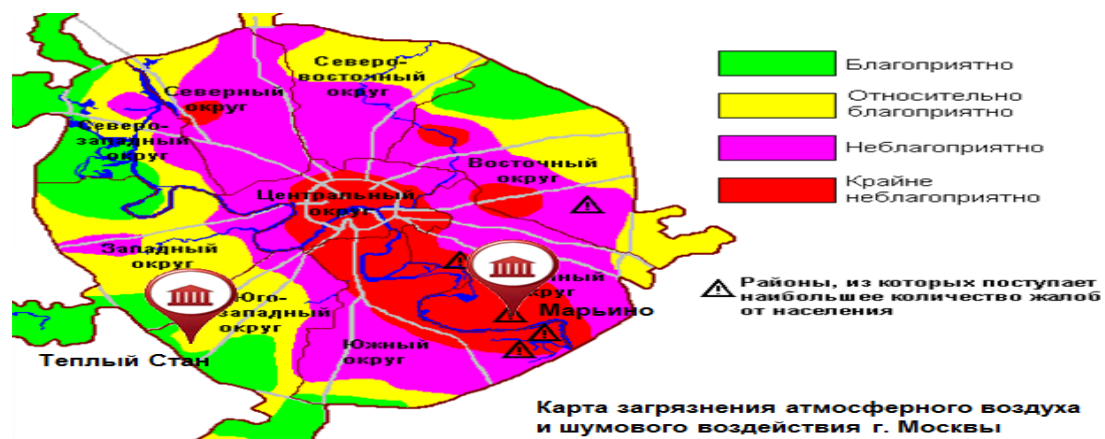 Северо-
восточный
округ
Северный
округ
Северо-
западный
округ
Восточный
округ
Центральный
округ
Западный
округ
Юго-
западный
округ
Южный
округ
Марьино
Теплый Стан
Благоприятно
Относительно
благоприятно
Неблагоприятно
Крайне
неблагоприятно
Районы, из которых поступает
наибольшее количество жалоб
от населения
Карта загрязнения атмосферного воздуха
и шумового воздействия г. Москвы